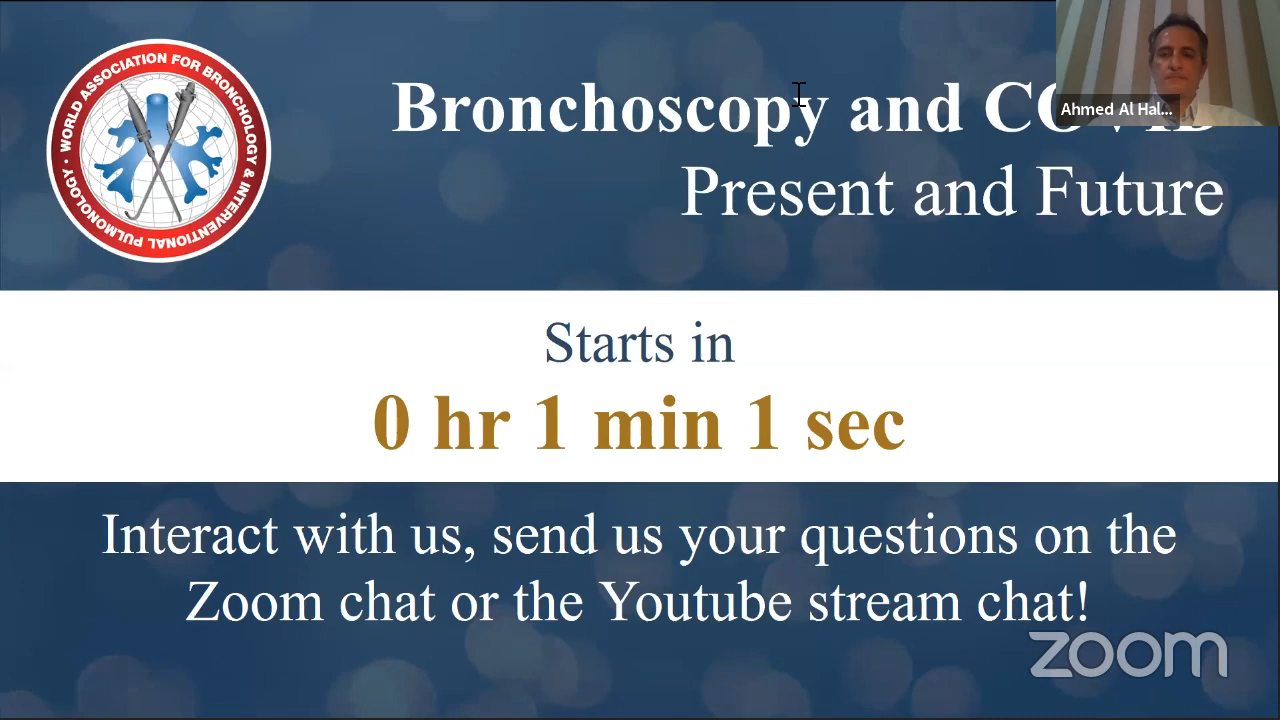 WORLD ASSOCIATION FOR BRONCHOLOGY & INTERVENTIONAL PULMONOLOGY •
Bronchoscopy and COVID
Ahmed Al Hal...
Present and Future
Starts in
0 hr 1 min 1 sec
Interact with us, send us your questions on the
Zoom chat or the Youtube stream chat!
zoom